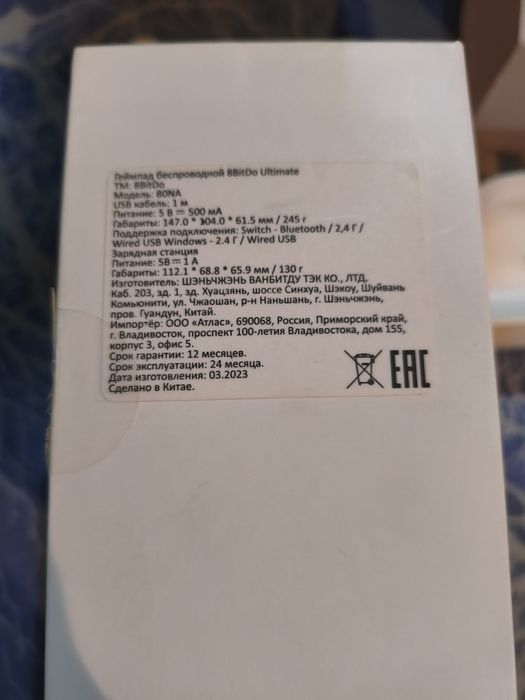 Геймпад беспроводной 8BitDo Ultimate
ТМ: 8BitDo
Модель: 80NA
USB кабель: 1 м
Питание: 5 В ⎓ 500 мА
Габариты: 147.0 * 104.0 * 61.5 мм / 245 г
Поддержка подключения: Switch - Bluetooth / 2,4 Г /
Wired USB Windows - 2.4 Г / Wired USB
Зарядная станция
Питание: 5В⎓ 1 А
Габариты: 112.1 * 68.8 * 65.9 мм / 130 г
Изготовитель: ШЭНЬЧЖЭНЬ ВАНБИТДУ ТЭК КО., ЛТД.
Каб. 203, зд. 1, зд. Хуацзянь, шоссе Синхуа, Шэкоу, Шуйвань
Комьюнити, ул. Чжаошан, р-н Наньшань, г. Шэньчжэнь,
пров. Гуандун, Китай.
Импортёр: ООО «Атлас», 690068, Россия, Приморский край,
г. Владивосток, проспект 100-летия Владивостока, дом 155,
корпус 3, офис 5.
Срок гарантии: 12 месяцев.
Срок эксплуатации: 24 месяца.
Дата изготовления: 03.2023
Сделано в Китае.
EAC